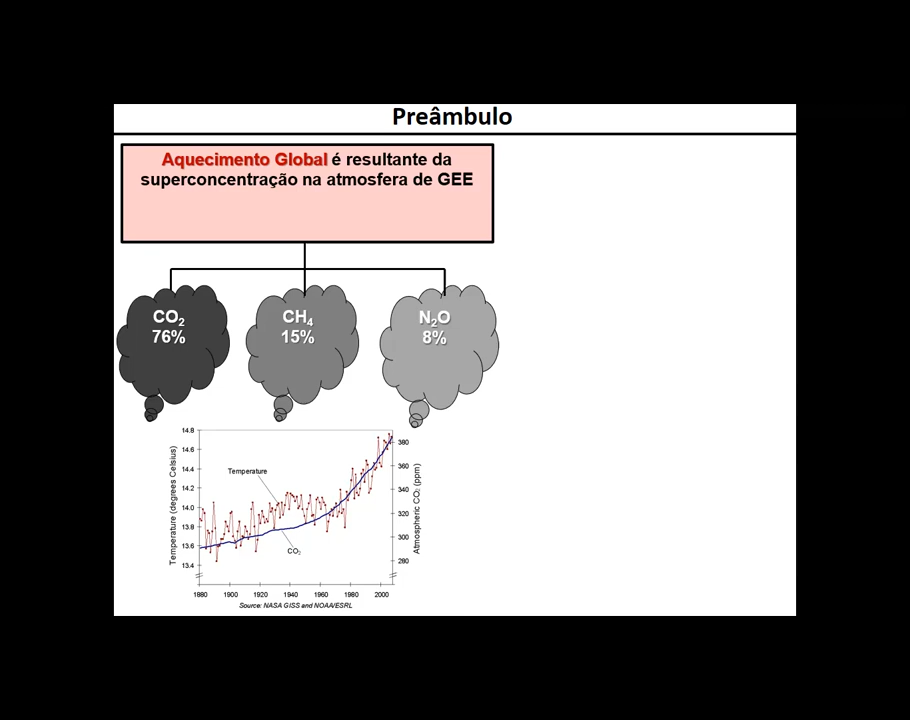 Preâmbulo
Aquecimento Global é resultante da
superconcentração na atmosfera de GEE
CO₂
76%
CH₄
15%
N₂O
8%
14.8
14.6
14.4
14.2
14.0
13.8
13.6
13.4
Temperature (degrees Celsius)
Temperature
CO₂
380
360
340
320
300
280
Atmospheric CO₂ (ppm)
1880 1900 1920 1940 1960 1980 2000
Source: NASA GISS and NOAA/ESRL